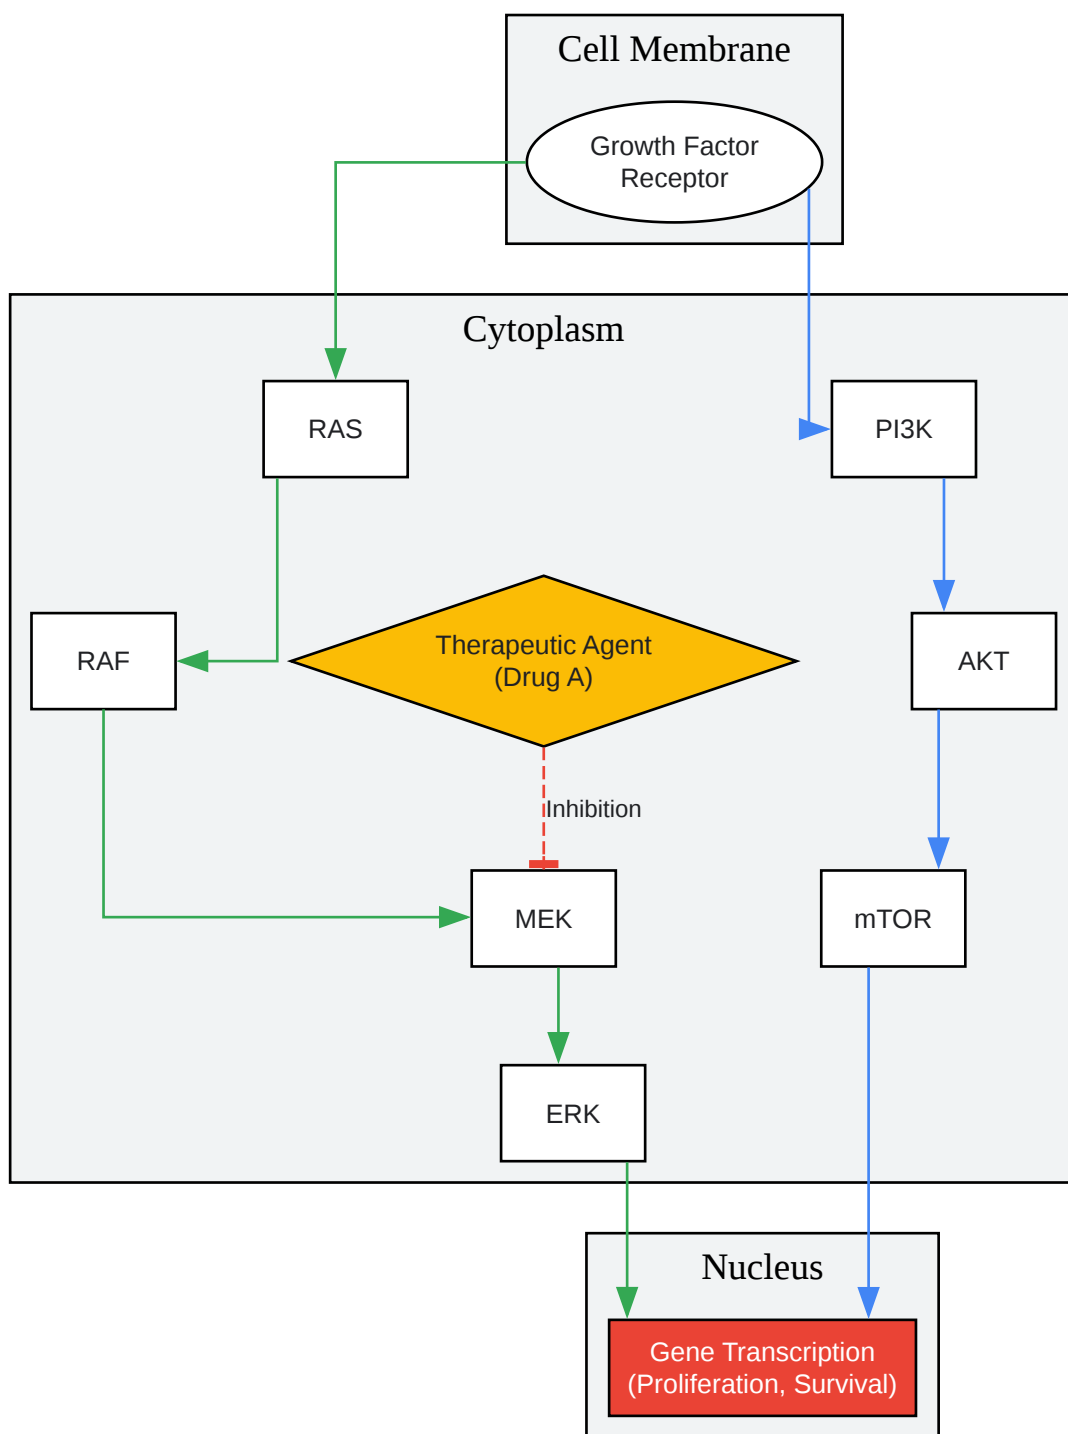 Cell Membrane
Growth Factor
Receptor
Cytoplasm
RAS
PI3K
RAF
Therapeutic Agent
(Drug A)
AKT
Inhibition
MEK
mTOR
ERK
Nucleus
Gene Transcription
(Proliferation, Survival)